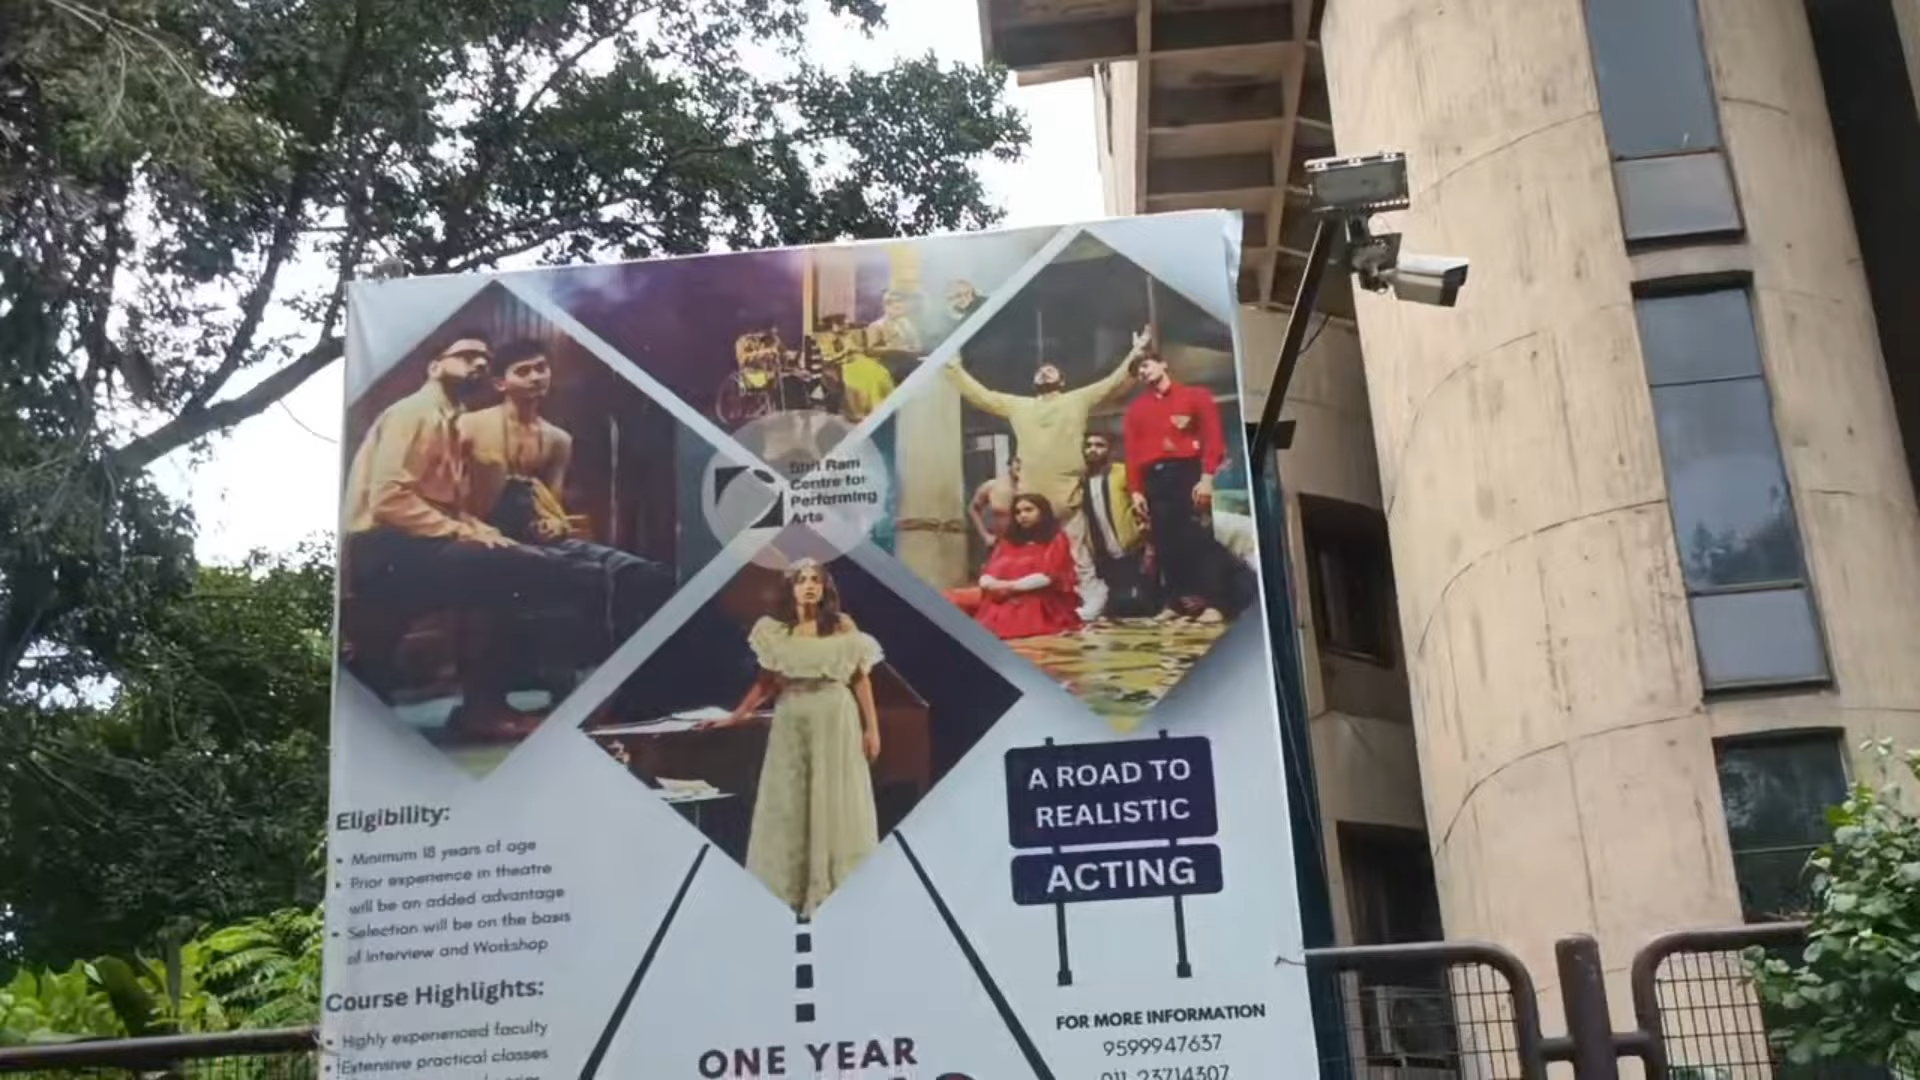 Shri Ram
Centre for
Performing
Arts
A ROAD TO
REALISTIC
ACTING
Eligibility:
• Minimum 18 years of age
• Prior experience in theatre
will be an added advantage
• Selection will be on the basis
of Interview and Workshop
Course Highlights:
• Highly experienced faculty
• Extensive practical classes
ONE YEAR
FOR MORE INFORMATION
9599947637
011-23714307